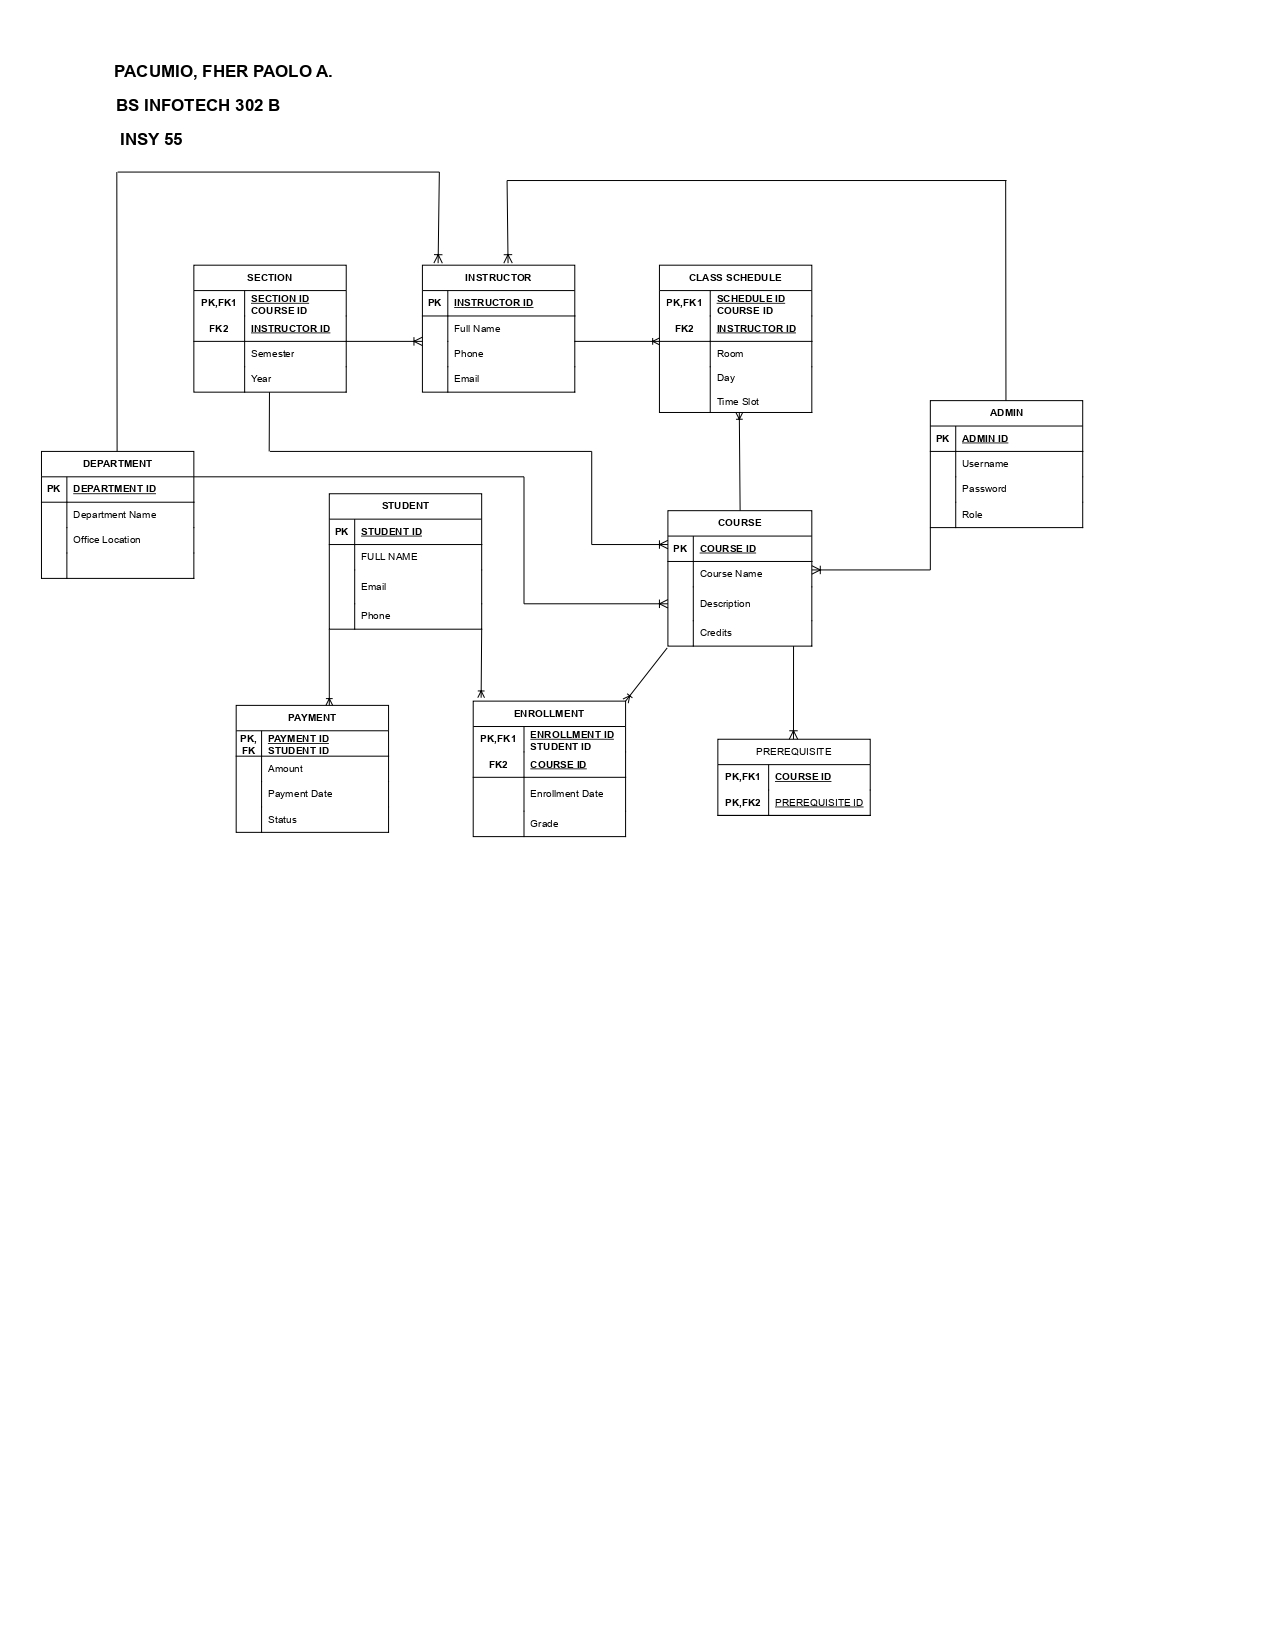 PACUMIO, FHER PAOLO A.
BS INFOTECH 302 B
INSY 55
SECTION
PK,FK1
SECTION ID
COURSE ID
FK2
INSTRUCTOR ID
Semester
Year
INSTRUCTOR
PK
INSTRUCTOR ID
Full Name
Phone
Email
CLASS SCHEDULE
PK,FK1
SCHEDULE ID
COURSE ID
FK2
INSTRUCTOR ID
Room
Day
Time Slot
ADMIN
PK
ADMIN ID
Username
Password
Role
DEPARTMENT
PK
DEPARTMENT ID
Department Name
Office Location
STUDENT
PK
STUDENT ID
FULL NAME
Email
Phone
COURSE
PK
COURSE ID
Course Name
Description
Credits
PAYMENT
PK,
FK
PAYMENT ID
STUDENT ID
Amount
Payment Date
Status
ENROLLMENT
PK,FK1
ENROLLMENT ID
STUDENT ID
FK2
COURSE ID
Enrollment Date
Grade
PREREQUISITE
PK,FK1
COURSE ID
PK,FK2
PREREQUISITE ID